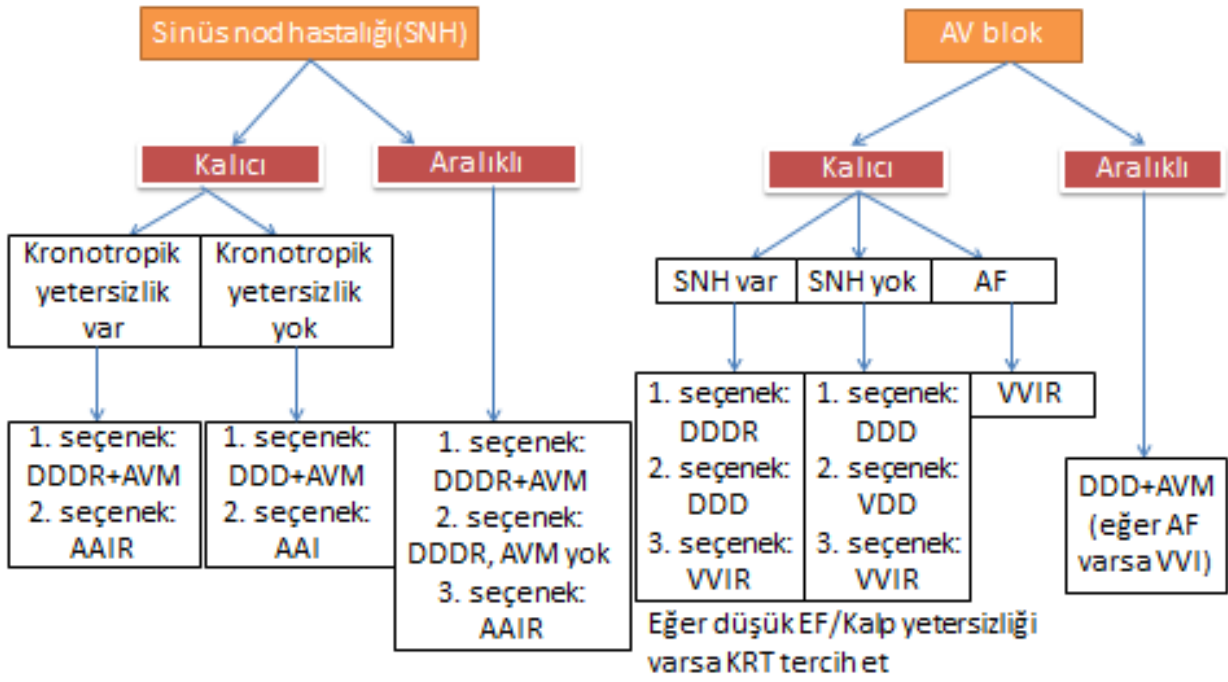 Sinüs nod hastalığı(SNH)
AV blok
Kalıcı
Aralıklı
Kalıcı
Aralıklı
Kronotropik
yetersizlik
var
Kronotropik
yetersizlik
yok
SNH var
SNH yok
AF
1. seçenek:
DDDR+AVM
2. seçenek:
AAIR
1. seçenek:
DDD+AVM
2. seçenek:
AAI
1. seçenek:
DDDR+AVM
2. seçenek:
DDDR, AVM yok
3. seçenek:
AAIR
1. seçenek:
DDDR
2. seçenek:
DDD
3. seçenek:
VVIR
1. seçenek:
DDD
2. seçenek:
VDD
3. seçenek:
VVIR
VVIR
DDD+AVM
(eğer AF
varsa VVI)
Eğer düşük EF/Kalp yetersizliği
varsa KRT tercih et